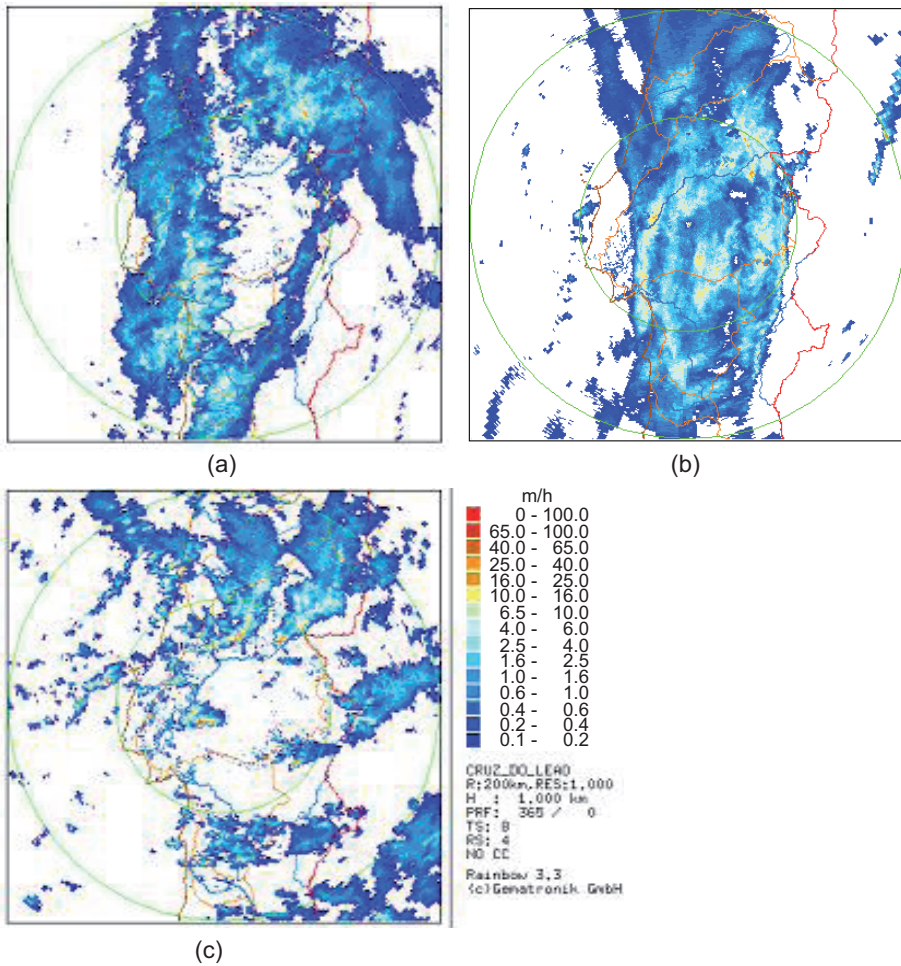 (a)
(b)
m/h
0 - 100.0
65.0 - 100.0
40.0 - 65.0
25.0 - 40.0
16.0 - 25.0
10.0 - 16.0
6.5 - 10.0
4.0 - 6.0
2.5 - 4.0
1.6 - 2.5
1.0 - 1.6
0.6 - 1.0
0.4 - 0.6
0.2 - 0.4
0.1 - 0.2
CRUZ_DO_LEAO
R:200km,RES:1,000
H : 1,000 km
PRF: 365 / 0
TS: 8
RS: 4
NO CC
Rainbow 3,3
(c)Gematronik GmbH
(c)